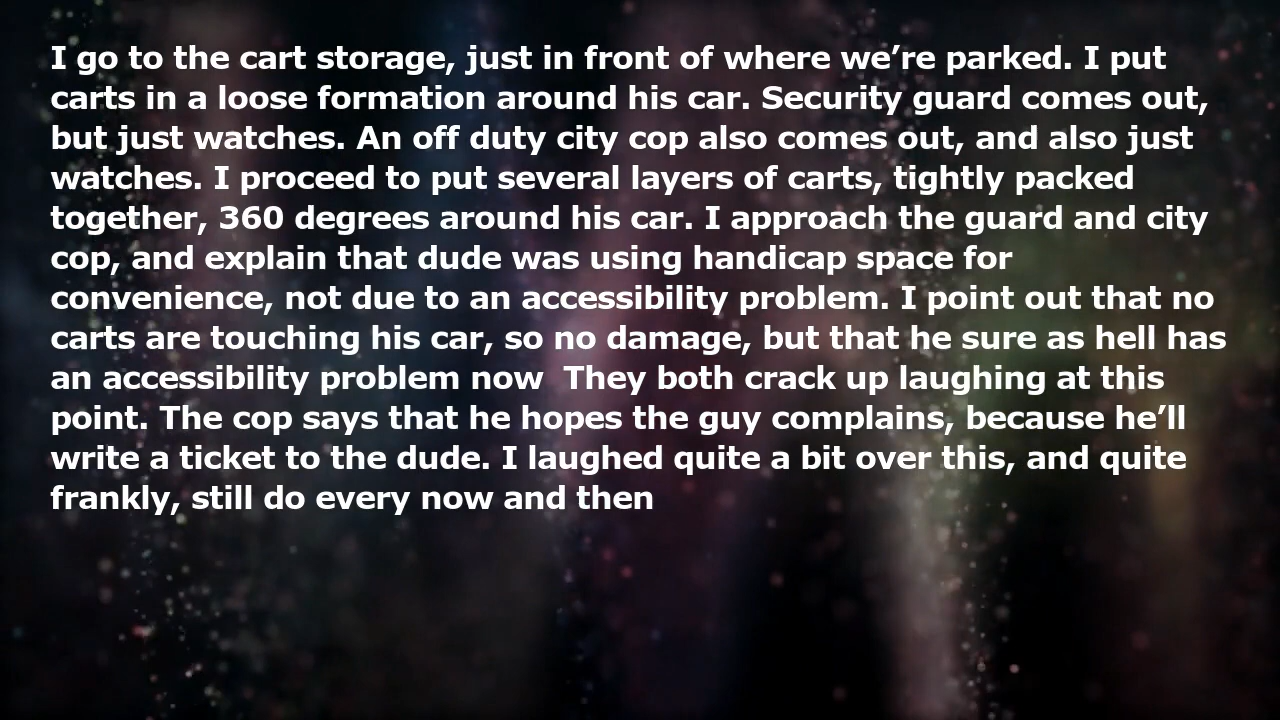 I go to the cart storage, just in front of where we’re parked. I put
carts in a loose formation around his car. Security guard comes out,
but just watches. An off duty city cop also comes out, and also just
watches. I proceed to put several layers of carts, tightly packed
together, 360 degrees around his car. I approach the guard and city
cop, and explain that dude was using handicap space for
convenience, not due to an accessibility problem. I point out that no
carts are touching his car, so no damage, but that he sure as hell has
an accessibility problem now  They both crack up laughing at this
point. The cop says that he hopes the guy complains, because he’ll
write a ticket to the dude. I laughed quite a bit over this, and quite
frankly, still do every now and then